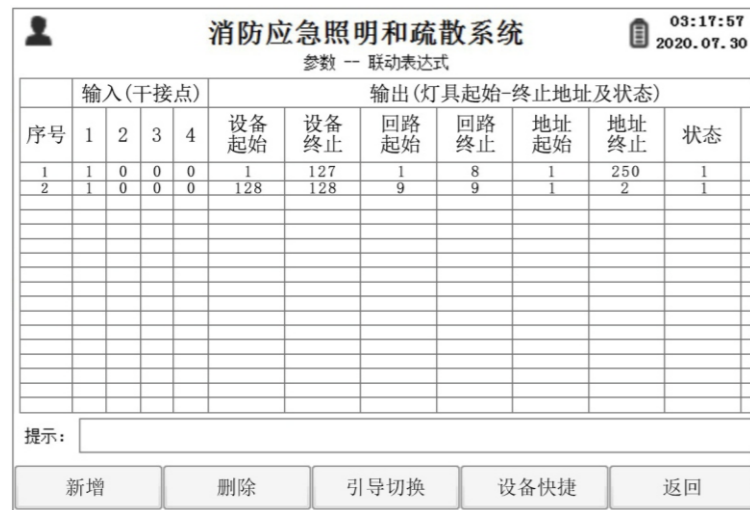 消防应急照明和疏散系统
03:17:57
2020.07.30
参数 -- 联动表达式
输入(干接点) 输出(灯具起始-终止地址及状态)
序号 1 2 3 4 设备起始 设备终止 回路起始 回路终止 地址起始 地址终止 状态
1 1 0 0 0 1 127 1 8 1 250 1
2 1 0 0 0 128 128 9 9 1 2 1
提示:
新增 删除 引导切换 设备快捷 返回